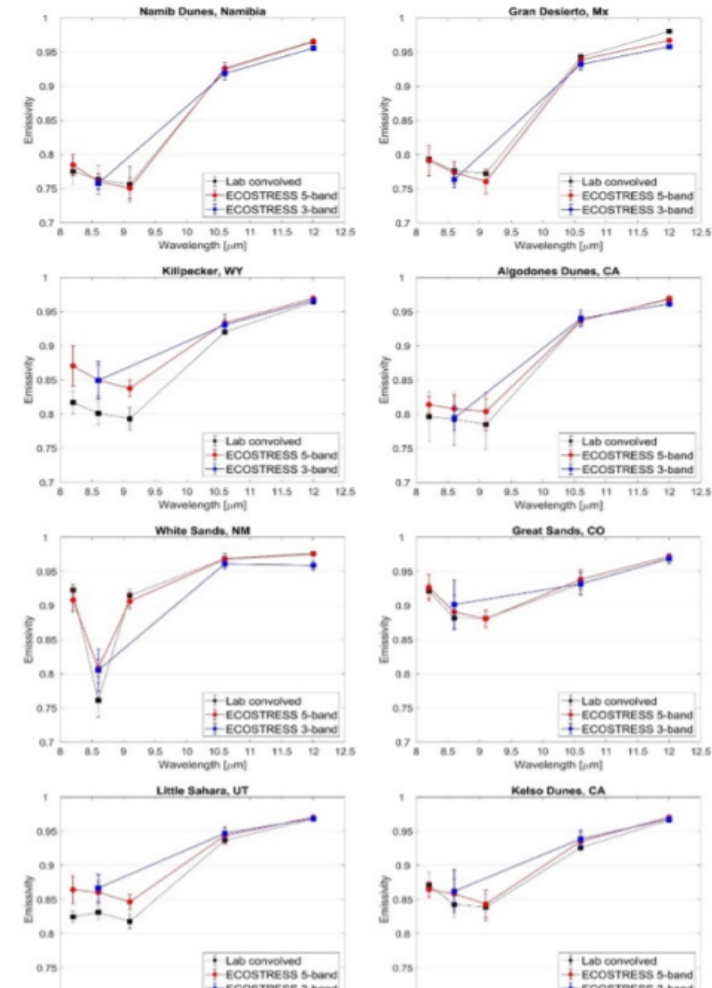 Namib Dunes, Namibia
1
0.95
0.9
0.85
0.8
0.75
0.7
Emissivity
Lab convolved
ECOSTRESS 5-band
ECOSTRESS 3-band
8 8.5 9 9.5 10 10.5 11 11.5 12 12.5
Wavelength [μm]
Gran Desierto, Mx
1
0.95
0.9
0.85
0.8
0.75
0.7
Emissivity
Lab convolved
ECOSTRESS 5-band
ECOSTRESS 3-band
8 8.5 9 9.5 10 10.5 11 11.5 12 12.5
Wavelength [μm]
Killpecker, WY
1
0.95
0.9
0.85
0.8
0.75
0.7
Emissivity
Lab convolved
ECOSTRESS 5-band
ECOSTRESS 3-band
8 8.5 9 9.5 10 10.5 11 11.5 12 12.5
Wavelength [μm]
Algodones Dunes, CA
1
0.95
0.9
0.85
0.8
0.75
0.7
Emissivity
Lab convolved
ECOSTRESS 5-band
ECOSTRESS 3-band
8 8.5 9 9.5 10 10.5 11 11.5 12 12.5
Wavelength [μm]
White Sands, NM
1
0.95
0.9
0.85
0.8
0.75
0.7
Emissivity
Lab convolved
ECOSTRESS 5-band
ECOSTRESS 3-band
8 8.5 9 9.5 10 10.5 11 11.5 12 12.5
Wavelength [μm]
Great Sands, CO
1
0.95
0.9
0.85
0.8
0.75
0.7
Emissivity
Lab convolved
ECOSTRESS 5-band
ECOSTRESS 3-band
8 8.5 9 9.5 10 10.5 11 11.5 12 12.5
Wavelength [μm]
Little Sahara, UT
1
0.95
0.9
0.85
0.8
0.75
Emissivity
Lab convolved
ECOSTRESS 5-band
ECOSTRESS 3-band
Kelso Dunes, CA
1
0.95
0.9
0.85
0.8
0.75
Emissivity
Lab convolved
ECOSTRESS 5-band
ECOSTRESS 3-band